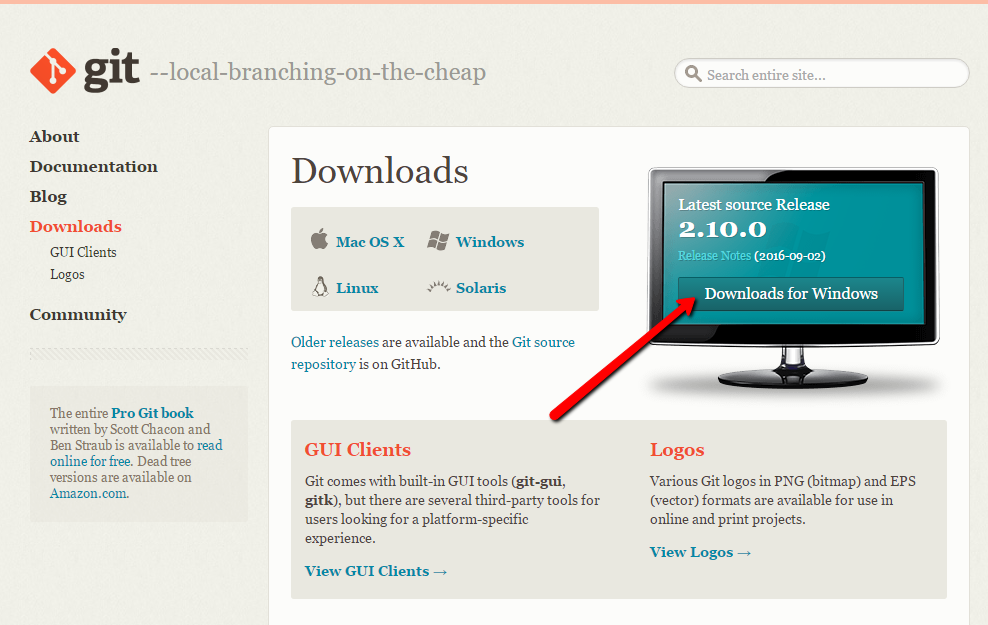 git --local-branching-on-the-cheap
Search entire site...
About
Documentation
Blog
Downloads
GUI Clients
Logos
Community
The entire Pro Git book
written by Scott Chacon and
Ben Straub is available to read
online for free. Dead tree
versions are available on
Amazon.com.
Downloads
Mac OS X
Windows
Linux
Solaris
Older releases are available and the Git source
repository is on GitHub.
Latest source Release
2.10.0
Release Notes (2016-09-02)
Downloads for Windows
GUI Clients
Git comes with built-in GUI tools (git-gui,
gitk), but there are several third-party tools for
users looking for a platform-specific
experience.
View GUI Clients →
Logos
Various Git logos in PNG (bitmap) and EPS
(vector) formats are available for use in
online and print projects.
View Logos →